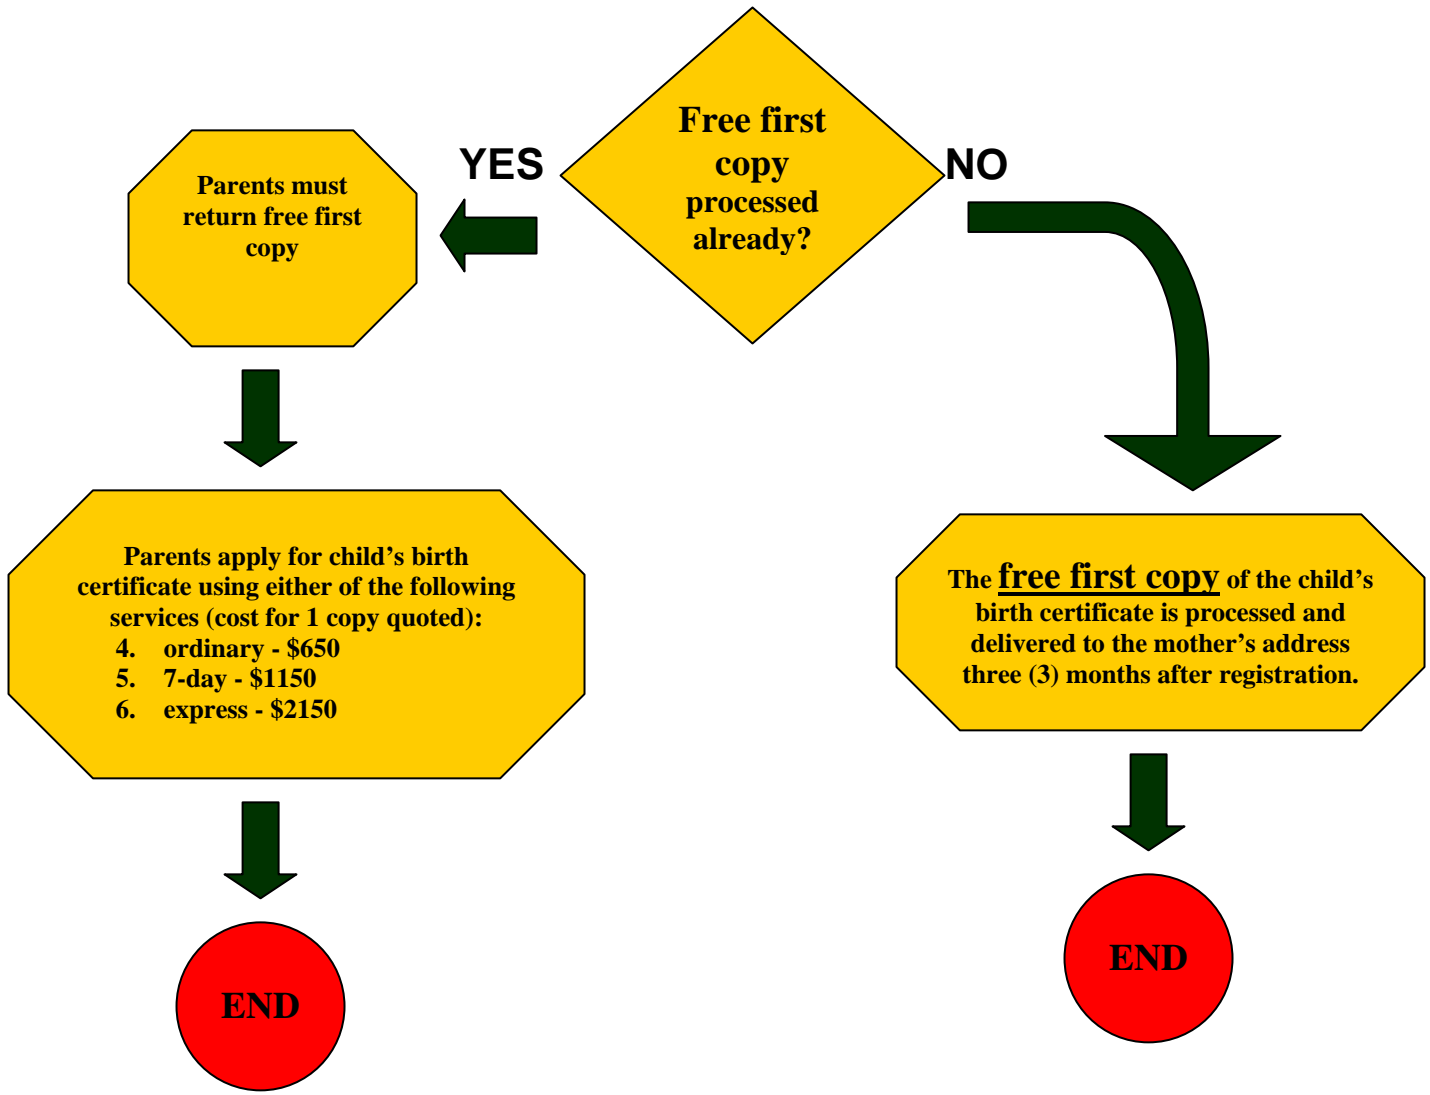 Free first
copy
processed
already?
YES
NO
Parents must
return free first
copy
Parents apply for child’s birth
certificate using either of the following
services (cost for 1 copy quoted):
4. ordinary - $650
5. 7-day - $1150
6. express - $2150
END
The free first copy of the child’s
birth certificate is processed and
delivered to the mother’s address
three (3) months after registration.
END